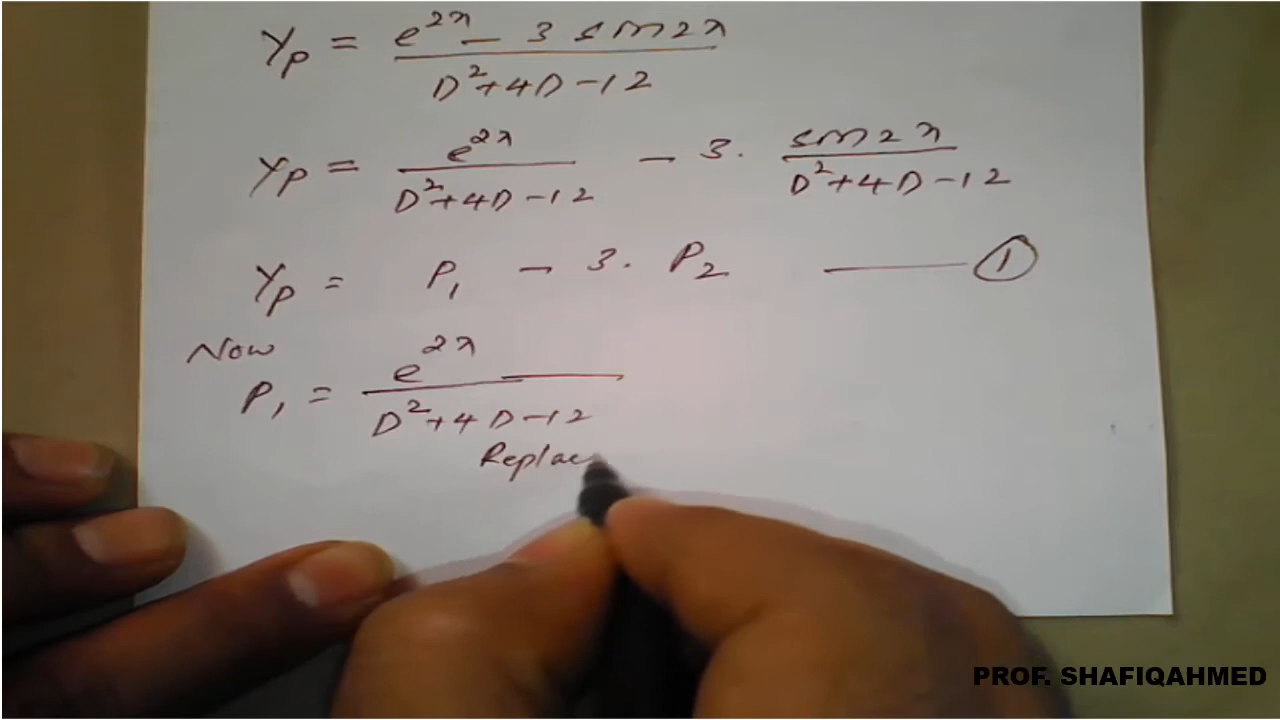 Yp = e^2x - 3 sin2x / D^2+4D-12
Yp = e^2x / D^2+4D-12 - 3. sin2x / D^2+4D-12
Yp = P1 - 3. P2 ——— ①
Now
P1 = e^2x / D^2+4D-12
Replac
PROF. SHAFIQAHMED